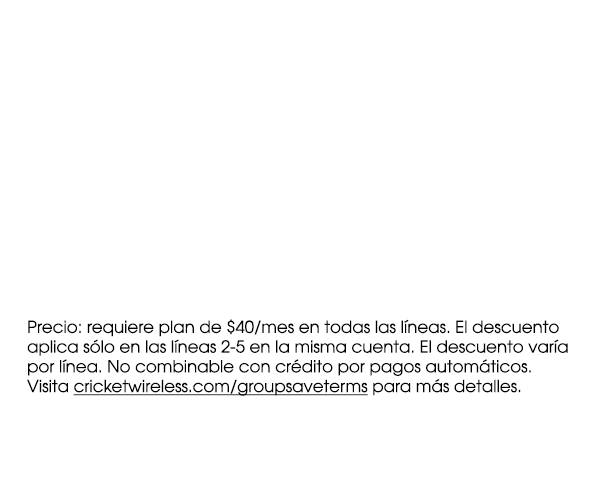 Precio: requiere plan de $40/mes en todas las líneas. El descuento
aplica sólo en las líneas 2-5 en la misma cuenta. El descuento varía
por línea. No combinable con crédito por pagos automáticos.
Visita cricketwireless.com/groupsaveterms para más detalles.